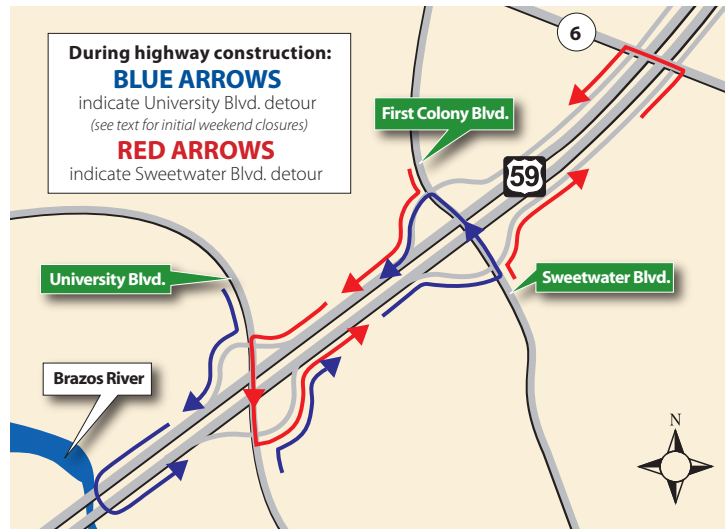 During highway construction:
BLUE ARROWS
indicate University Blvd. detour
(see text for initial weekend closures)
RED ARROWS
indicate Sweetwater Blvd. detour
6
First Colony Blvd.
59
University Blvd.
Sweetwater Blvd.
Brazos River
N